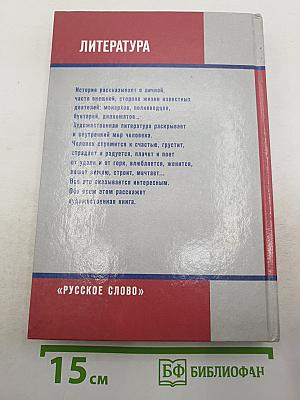 ЛИТЕРАТУРА
История рассказывает о личной,
части внешней, стороне жизни известных
деятелей: монархов, полководцев,
бунтарей, дипломатов...
Художественная литература раскрывает
и внутренний мир человека.
Человек стремится к счастью, грустит,
страдает и радуется, плачет и поет
от удали и от горя, влюбляется, женится,
пашет землю, строит, мечтает...
Все это оказывается интересным.
Обо всем этом расскажет
художественная книга.
«РУССКОЕ СЛОВО»
15 см
БФ БИБЛИОФАН